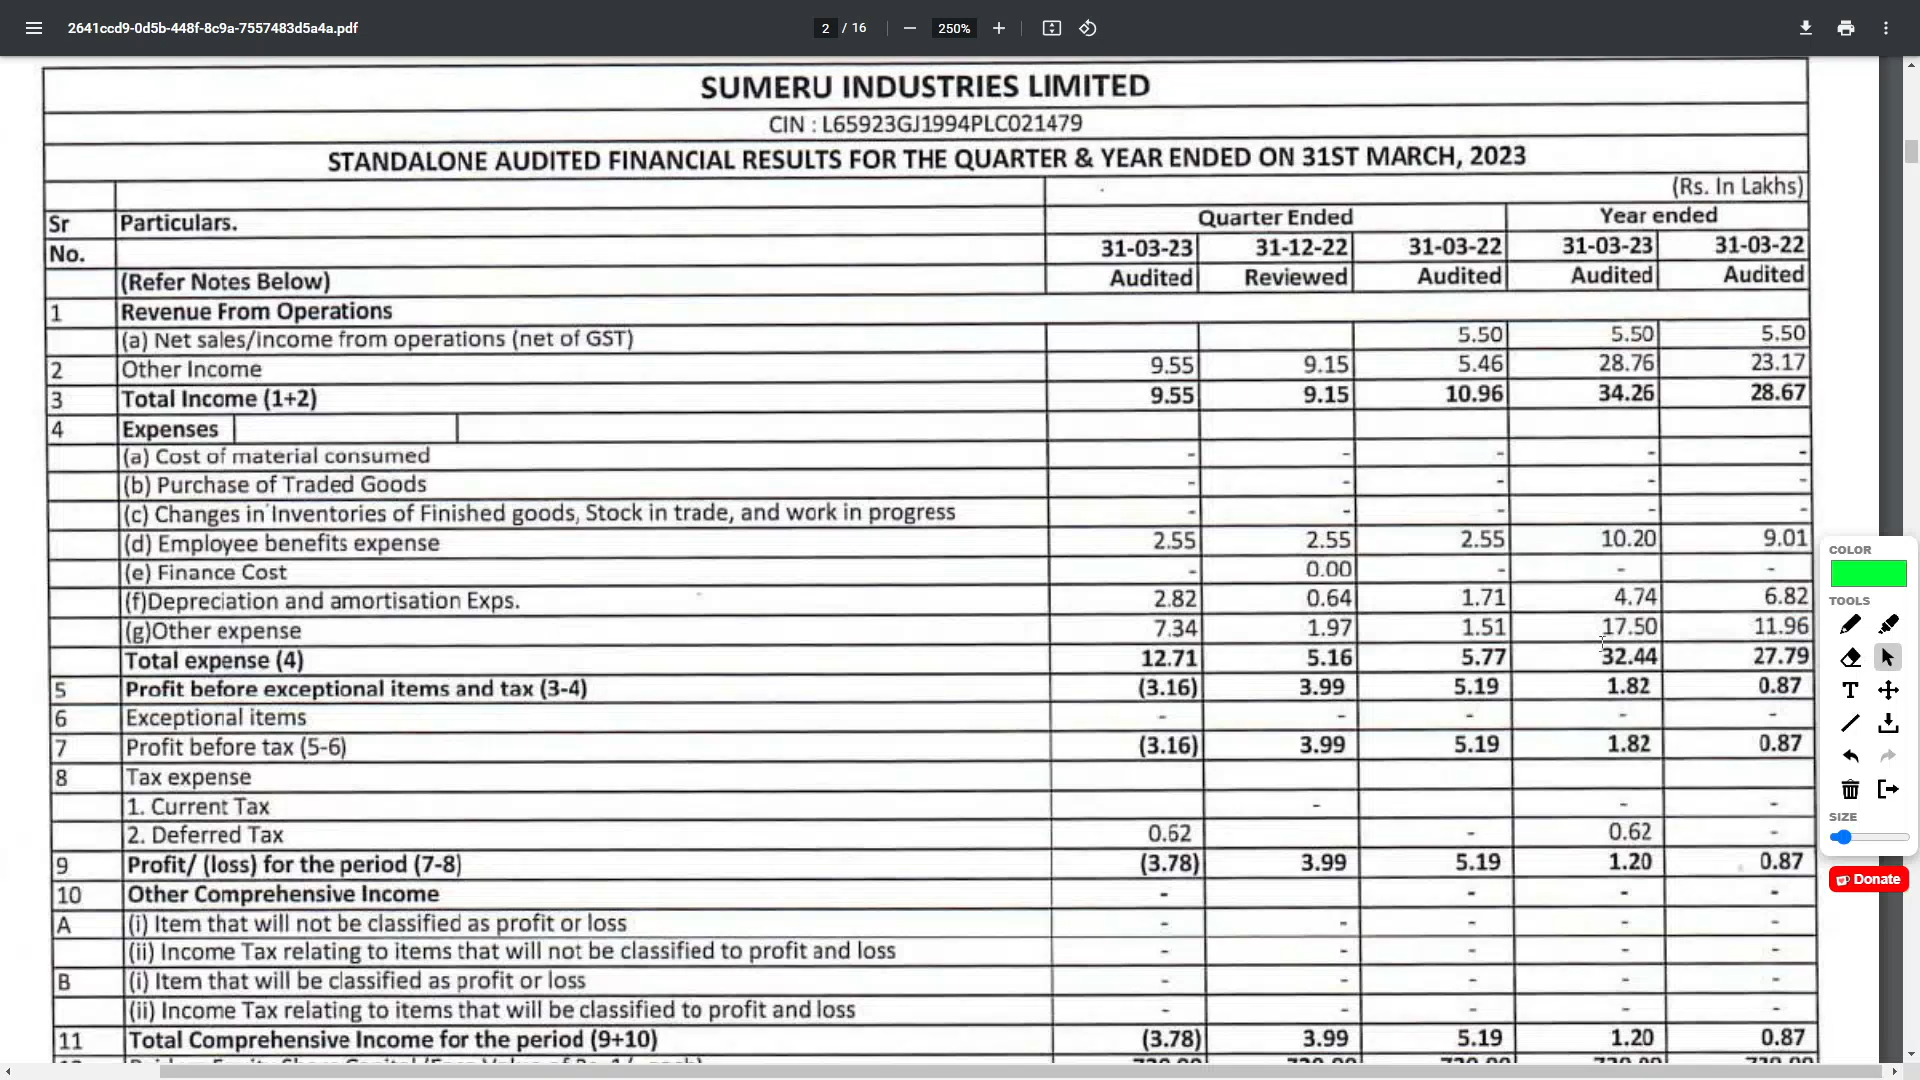 2641ccd9-0d5b-448f-8c9a-7557483d5a4a.pdf 2 / 16 250%
SUMERU INDUSTRIES LIMITED
CIN : L65923GJ1994PLC021479
STANDALONE AUDITED FINANCIAL RESULTS FOR THE QUARTER & YEAR ENDED ON 31ST MARCH, 2023
(Rs. In Lakhs)
Sr Particulars. Quarter Ended Year ended
No. 31-03-23 31-12-22 31-03-22 31-03-23 31-03-22
(Refer Notes Below) Audited Reviewed Audited Audited Audited
1 Revenue From Operations
(a) Net sales/income from operations (net of GST) 5.50 5.50 5.50
2 Other Income 9.55 9.15 5.46 28.76 23.17
3 Total Income (1+2) 9.55 9.15 10.96 34.26 28.67
4 Expenses
(a) Cost of material consumed - - - - -
(b) Purchase of Traded Goods - - - - -
(c) Changes in Inventories of Finished goods, Stock in trade, and work in progress - - - - -
(d) Employee benefits expense 2.55 2.55 2.55 10.20 9.01
(e) Finance Cost - 0.00 - - -
(f)Depreciation and amortisation Exps. 2.82 0.64 1.71 4.74 6.82
(g)Other expense 7.34 1.97 1.51 17.50 11.96
Total expense (4) 12.71 5.16 5.77 32.44 27.79
5 Profit before exceptional items and tax (3-4) (3.16) 3.99 5.19 1.82 0.87
6 Exceptional items - - - - -
7 Profit before tax (5-6) (3.16) 3.99 5.19 1.82 0.87
8 Tax expense
1. Current Tax - - -
2. Deferred Tax 0.62 - 0.62 -
9 Profit/ (loss) for the period (7-8) (3.78) 3.99 5.19 1.20 0.87
10 Other Comprehensive Income - - - -
A (i) Item that will not be classified as profit or loss - - - - -
(ii) Income Tax relating to items that will not be classified to profit and loss - - - - -
B (i) Item that will be classified as profit or loss - - - - -
(ii) Income Tax relating to items that will be classified to profit and loss - - - - -
11 Total Comprehensive Income for the period (9+10) (3.78) 3.99 5.19 1.20 0.87
COLOR
TOOLS
SIZE
Donate